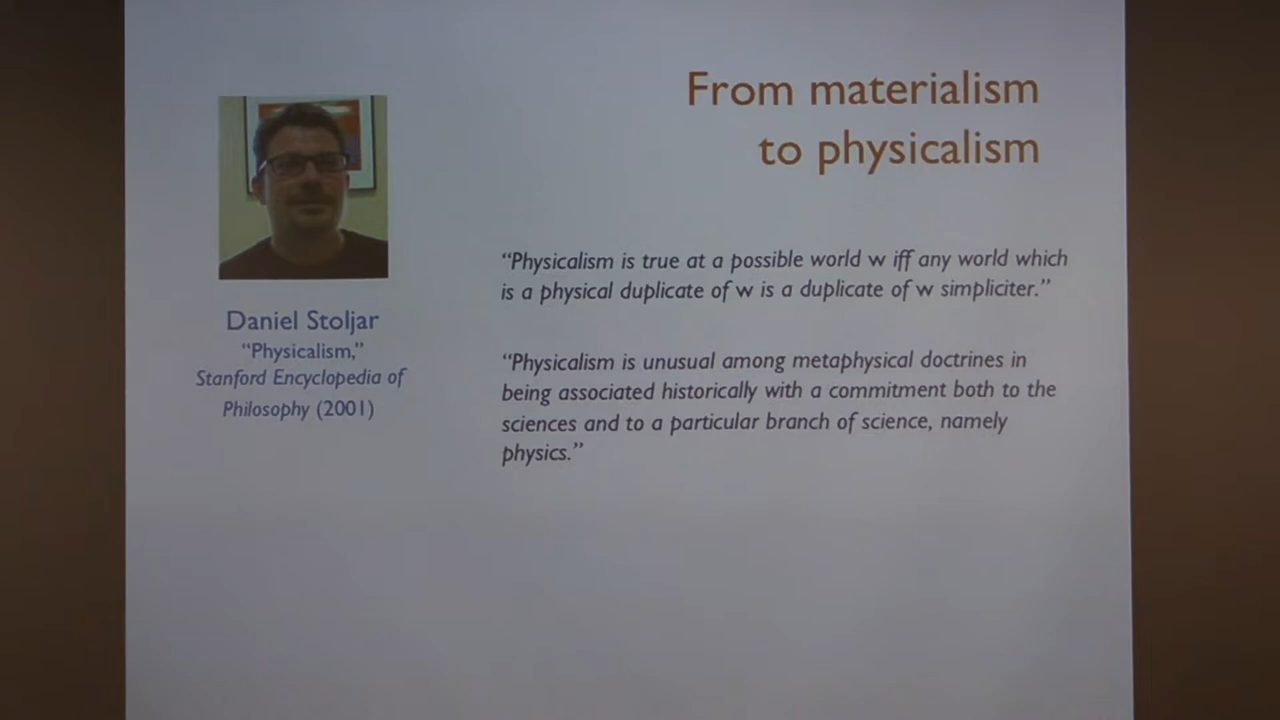 From materialism
to physicalism
Daniel Stoljar
“Physicalism,”
Stanford Encyclopedia of
Philosophy (2001)
“Physicalism is true at a possible world w iff any world which
is a physical duplicate of w is a duplicate of w simpliciter.”
“Physicalism is unusual among metaphysical doctrines in
being associated historically with a commitment both to the
sciences and to a particular branch of science, namely
physics.”